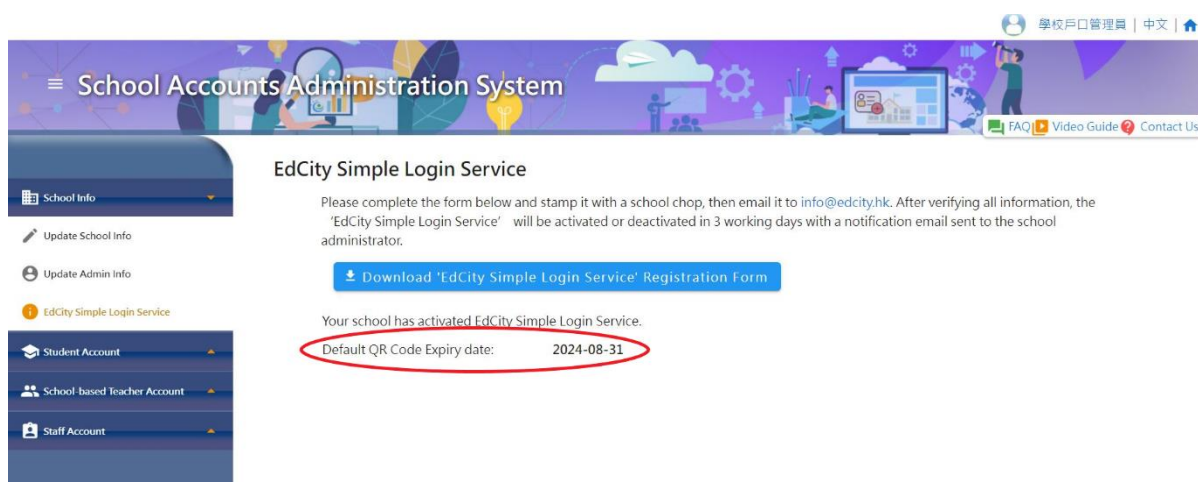 學校戶口管理員 | 中文 |
School Accounts Administration System
FAQ Video Guide Contact Us
EdCity Simple Login Service
School Info
Update School Info
Update Admin Info
EdCity Simple Login Service
Student Account
School-based Teacher Account
Staff Account
Please complete the form below and stamp it with a school chop, then email it to info@edcity.hk. After verifying all information, the
‘EdCity Simple Login Service’ will be activated or deactivated in 3 working days with a notification email sent to the school
administrator.
Download 'EdCity Simple Login Service' Registration Form
Your school has activated EdCity Simple Login Service.
Default QR Code Expiry date: 2024-08-31